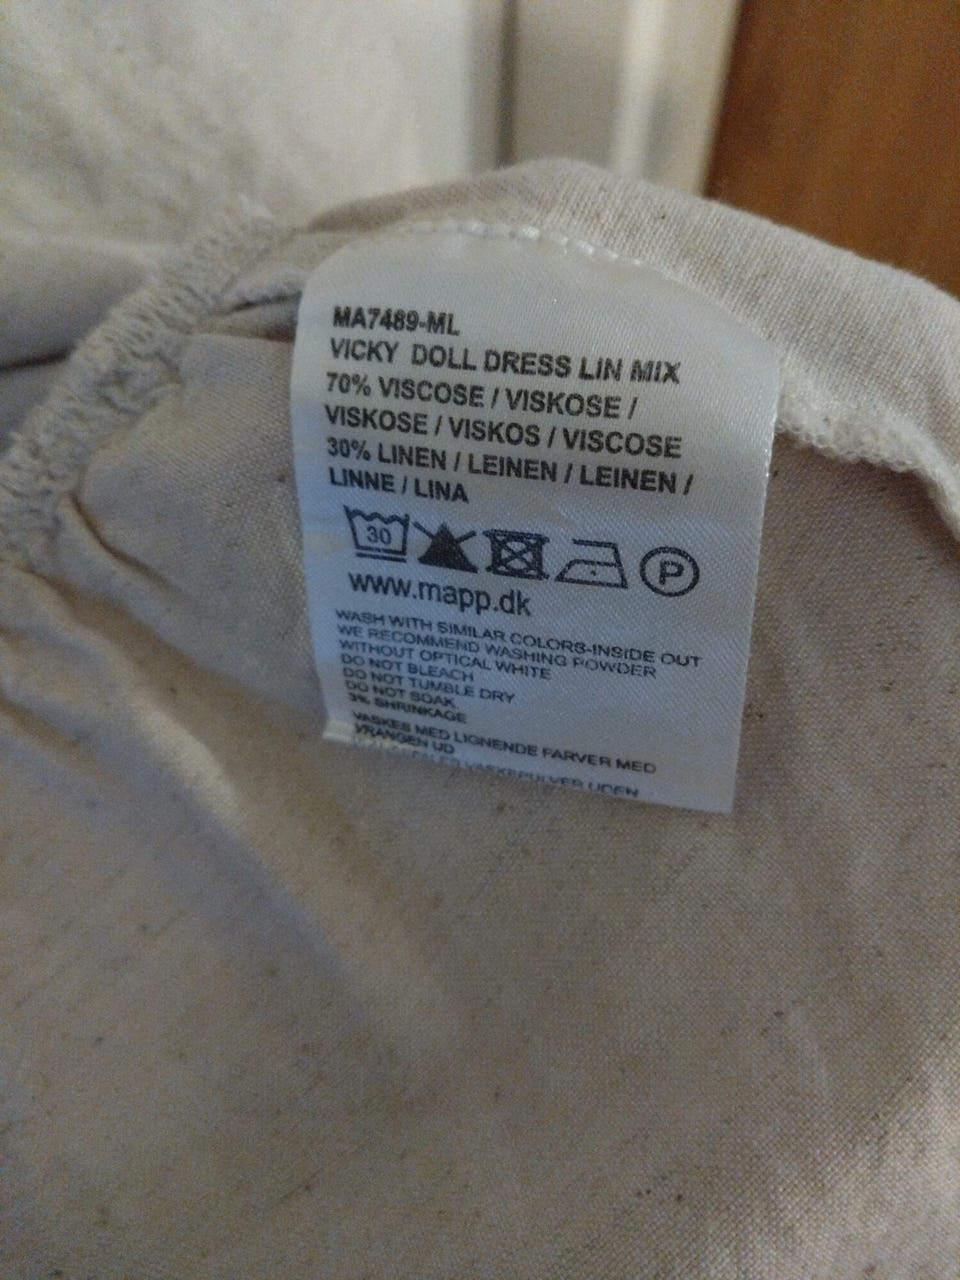 MA7489-ML
VICKY DOLL DRESS LIN MIX
70% VISCOSE / VISKOSE /
VISKOSE / VISKOS / VISCOSE
30% LINEN / LEINEN / LEINEN /
LINNE / LINA
30 P
www.mapp.dk
WASH WITH SIMILAR COLORS-INSIDE OUT
WE RECOMMEND WASHING POWDER
WITHOUT OPTICAL WHITE
DO NOT BLEACH
DO NOT TUMBLE DRY
DO NOT SOAK
3% SHRINKAGE
VASKES MED LIGNENDE FARVER MED
VRANGEN UD
VASKEPULVER UDEN